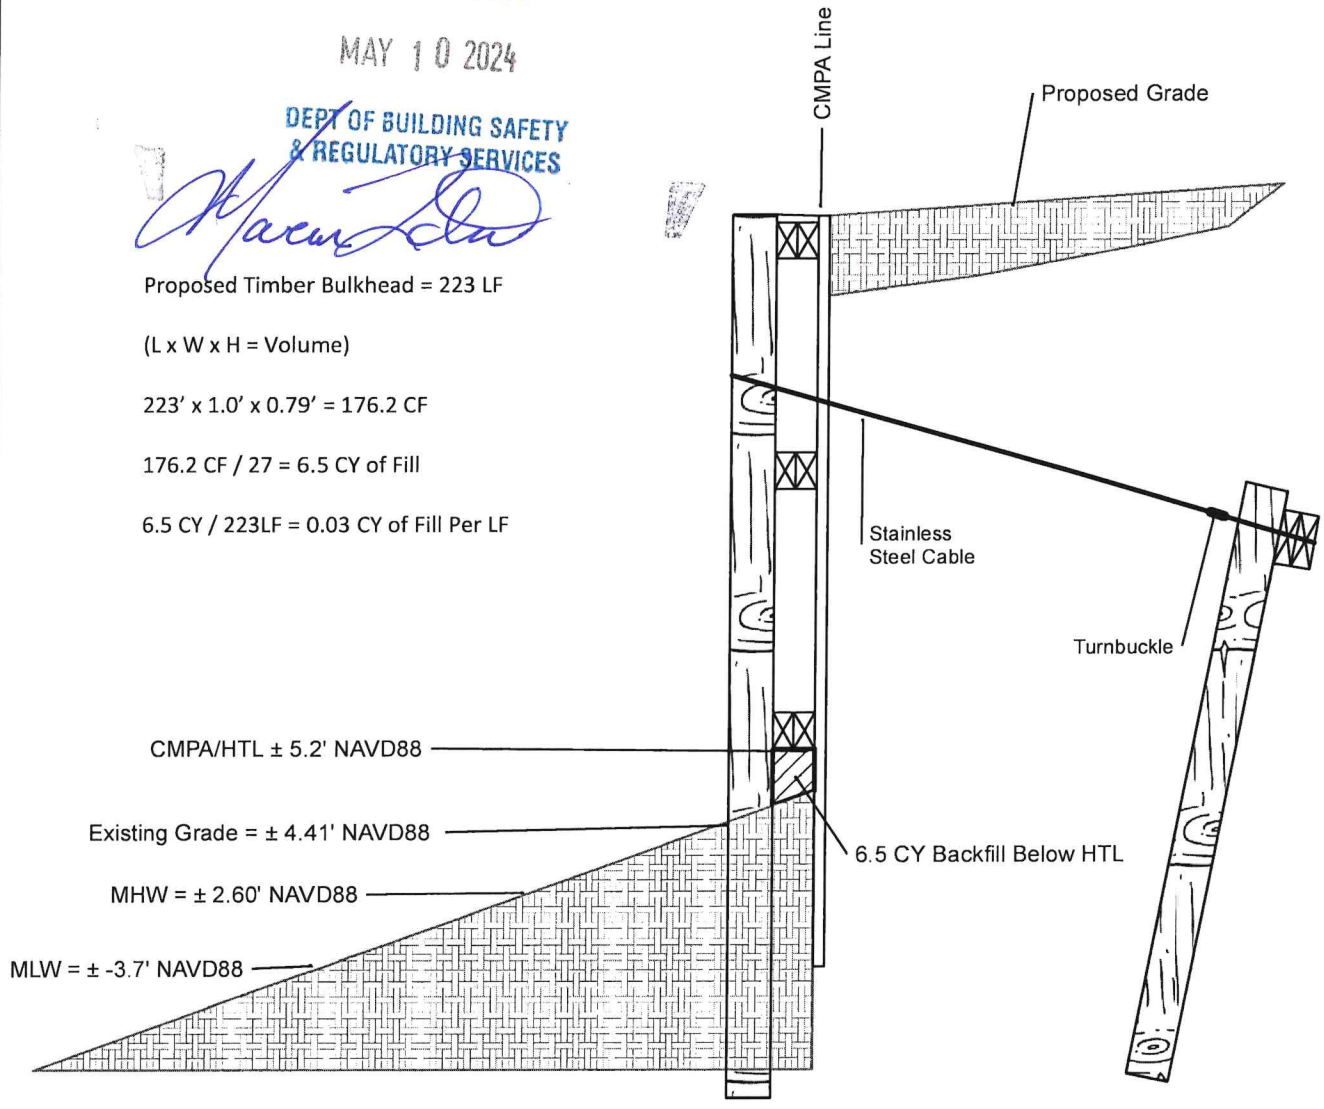 MAY 10 2024
DEPT OF BUILDING SAFETY
& REGULATORY SERVICES
Proposed Timber Bulkhead = 223 LF
(L x W x H = Volume)
223' x 1.0' x 0.79' = 176.2 CF
176.2 CF / 27 = 6.5 CY of Fill
6.5 CY / 223LF = 0.03 CY of Fill Per LF
CMPA Line
Proposed Grade
Stainless
Steel Cable
Turnbuckle
CMPA/HTL ± 5.2' NAVD88
Existing Grade = ± 4.41' NAVD88
6.5 CY Backfill Below HTL
MHW = ± 2.60' NAVD88
MLW = ± -3.7' NAVD88